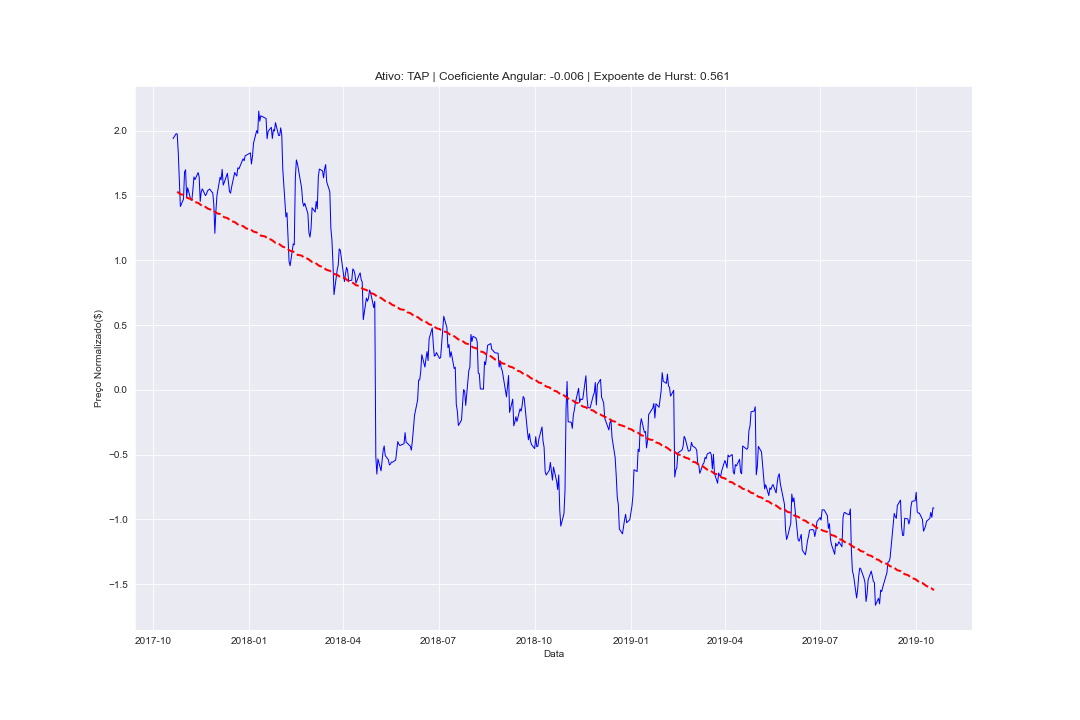 Ativo: TAP | Coeficiente Angular: -0.006 | Expoente de Hurst: 0.561
2.0
1.5
1.0
0.5
0.0
−0.5
−1.0
−1.5
Preço Normalizado($)
2017-10 2018-01 2018-04 2018-07 2018-10 2019-01 2019-04 2019-07 2019-10
Data